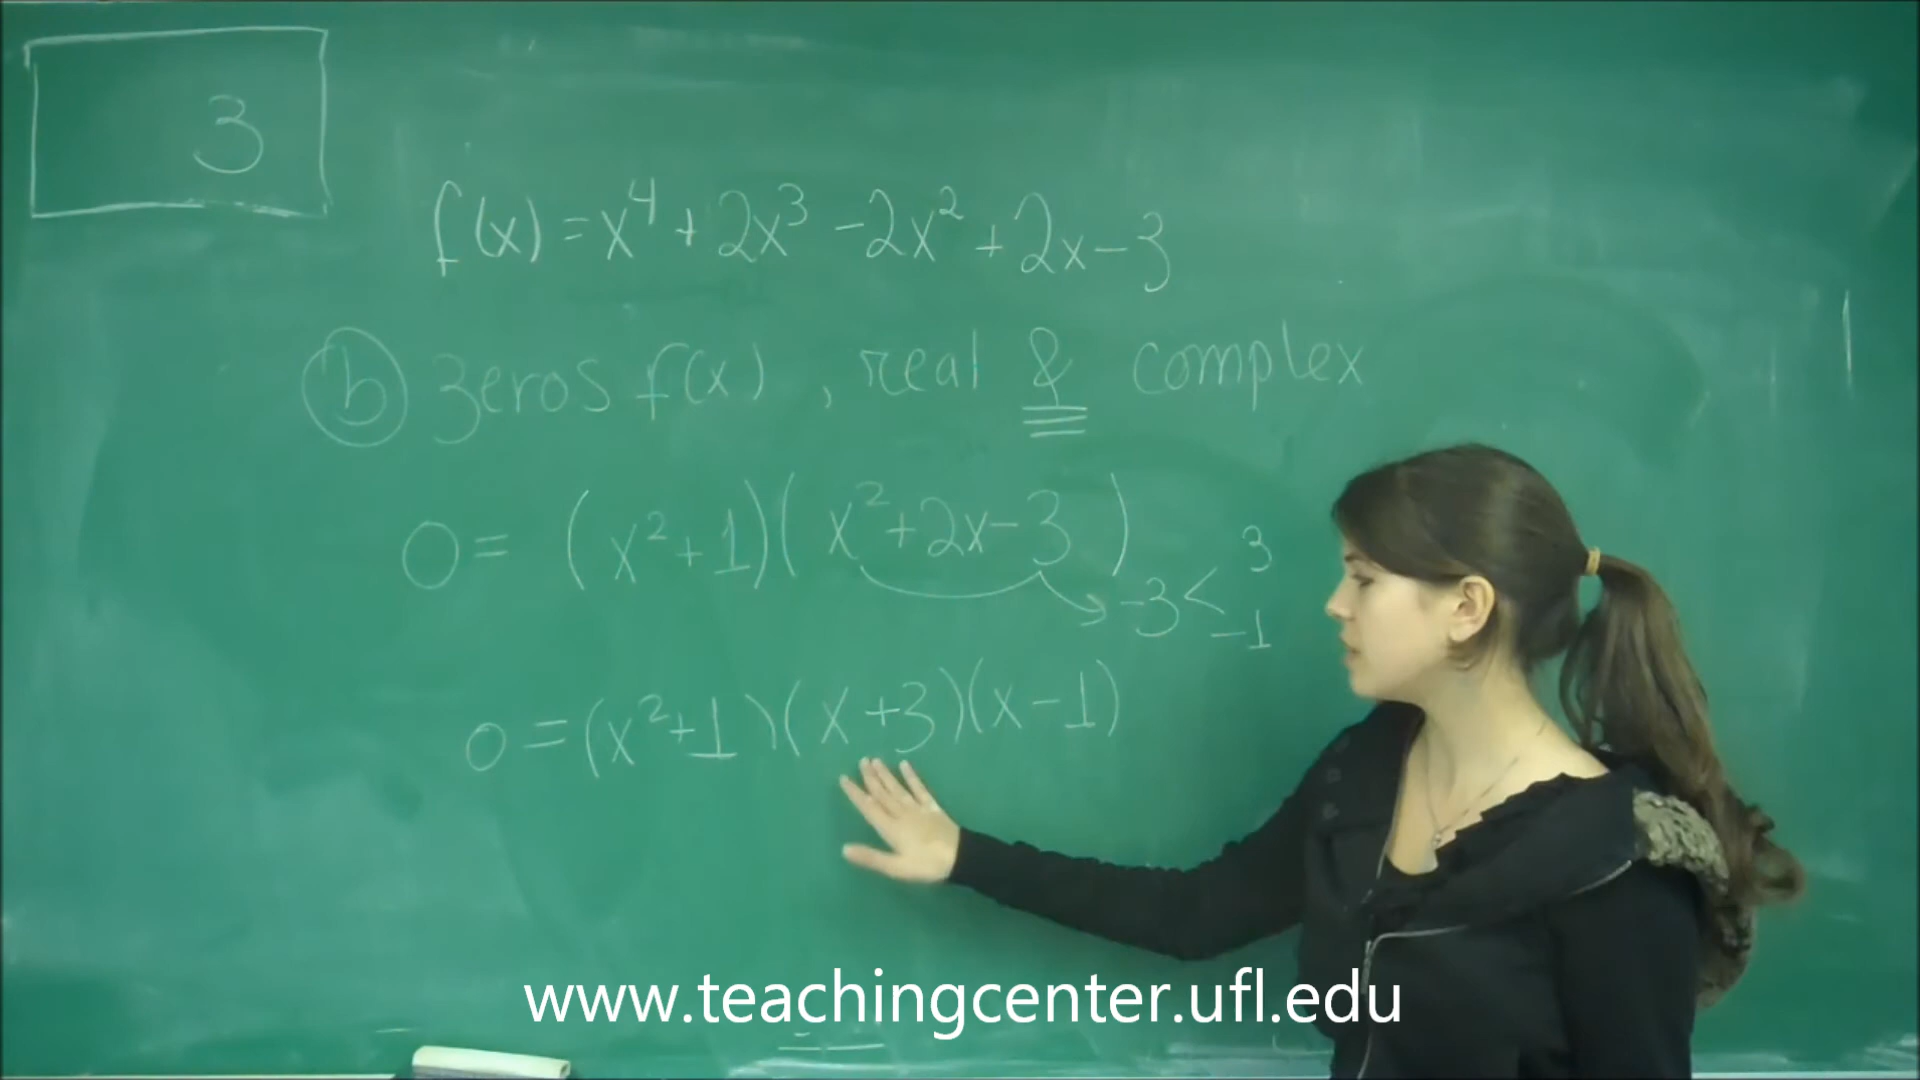 3
f(x) = x⁴ + 2x³ - 2x² + 2x - 3
b zeros f(x), real & complex
0 = (x²+1)(x²+2x-3)
-3 < 3 -1
0 = (x²+1)(x+3)(x-1)
www.teachingcenter.ufl.edu